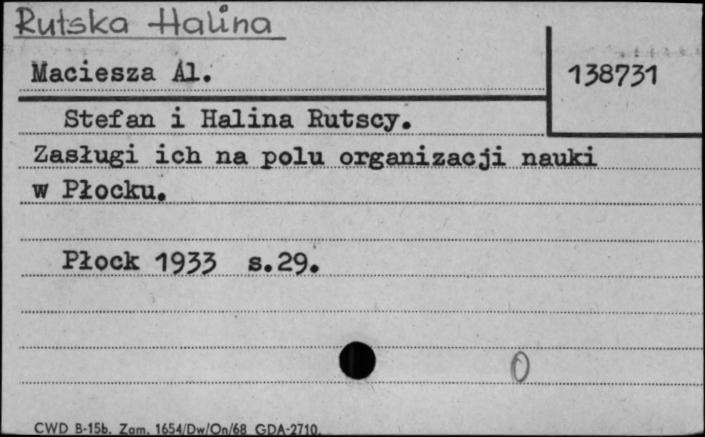 Rutska Halina
Maciesza Al.
138731
Stefan i Halina Rutscy.
Zasługi ich na polu organizacji nauki
w Płocku.
Płock 1933 s.29.
0
CWD B-15b. Zam. 1654/Dw/On/68 GDA-2710.